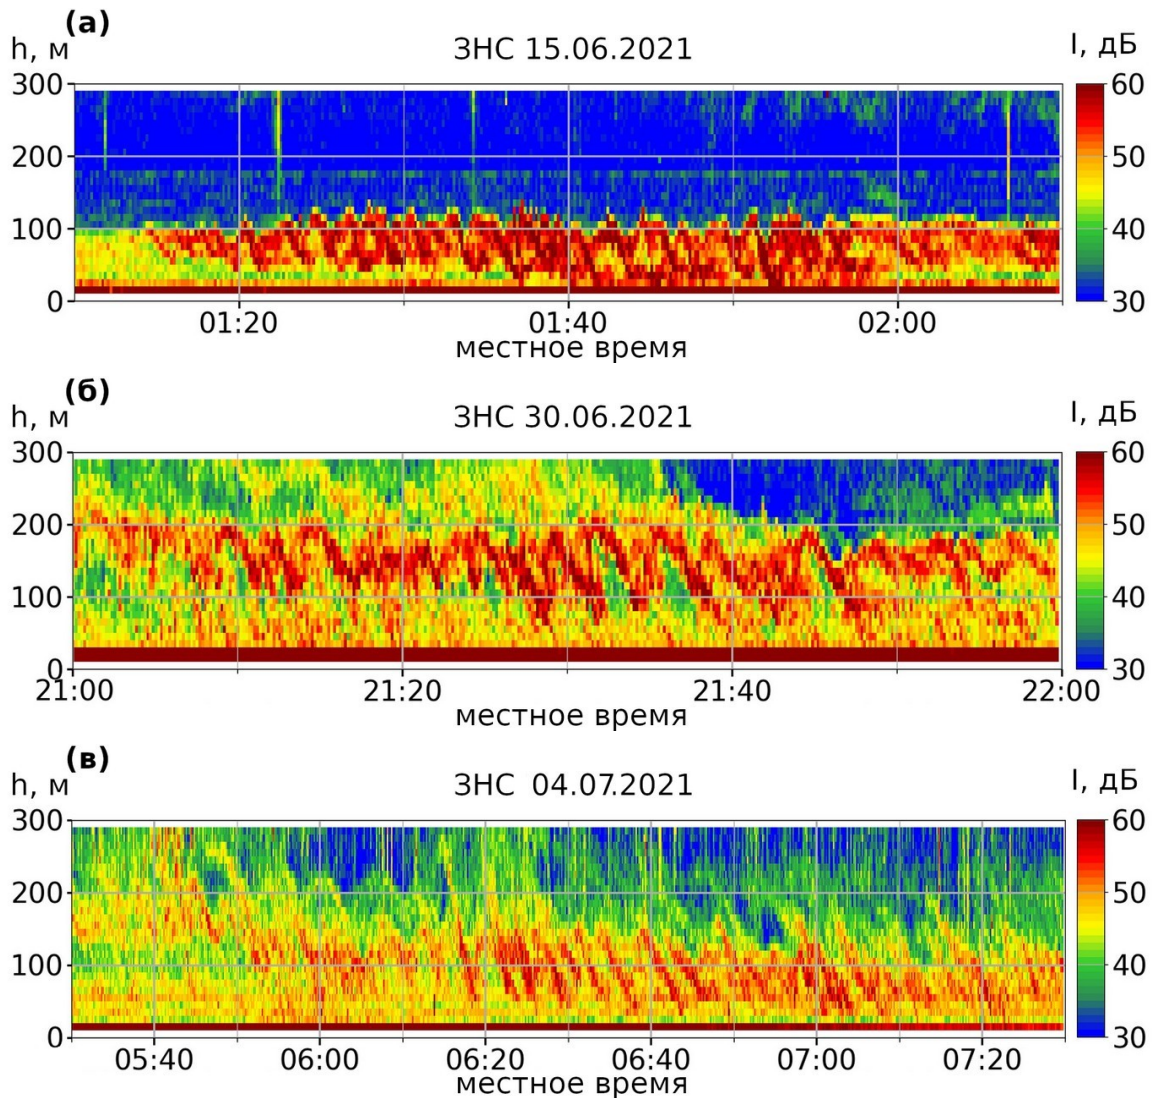 (а)
h, м
ЗНС 15.06.2021
I, дБ
300
200
100
0
60
50
40
30
01:20
01:40
02:00
местное время
(б)
h, м
ЗНС 30.06.2021
I, дБ
300
200
100
0
60
50
40
30
21:00
21:20
21:40
22:00
местное время
(в)
h, м
ЗНС 04.07.2021
I, дБ
300
200
100
0
60
50
40
30
05:40
06:00
06:20
06:40
07:00
07:20
местное время